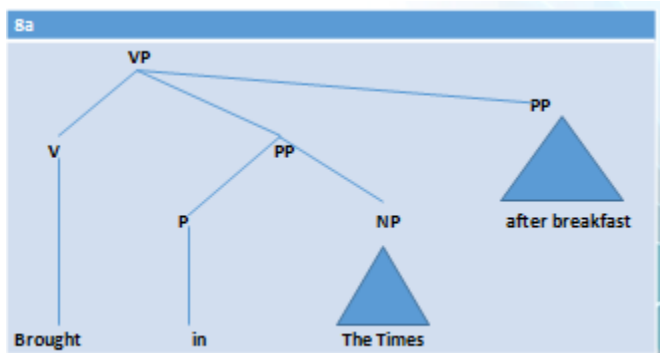 8a
VP
PP
V
PP
P
NP
after breakfast
Brought
in
The Times